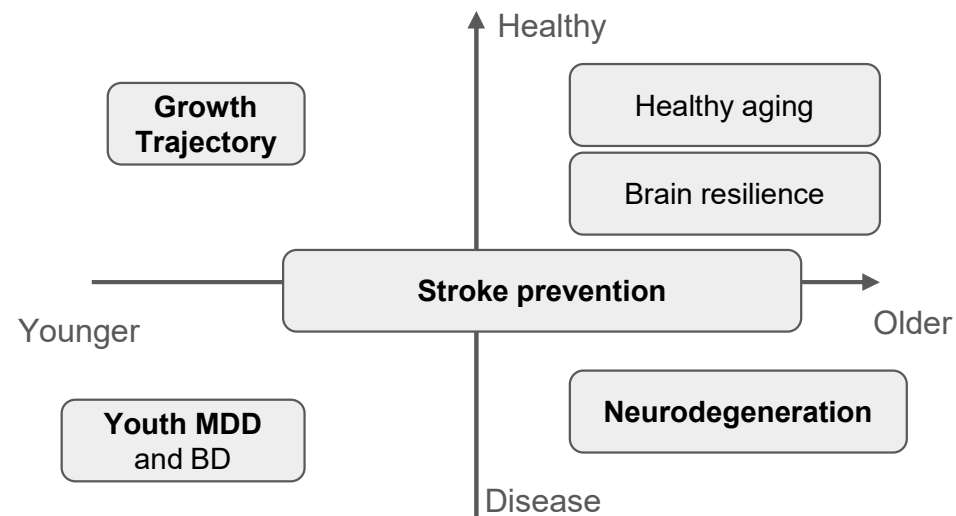 Healthy
Growth
Trajectory
Healthy aging
Brain resilience
Stroke prevention
Younger
Older
Youth MDD
and BD
Neurodegeneration
Disease